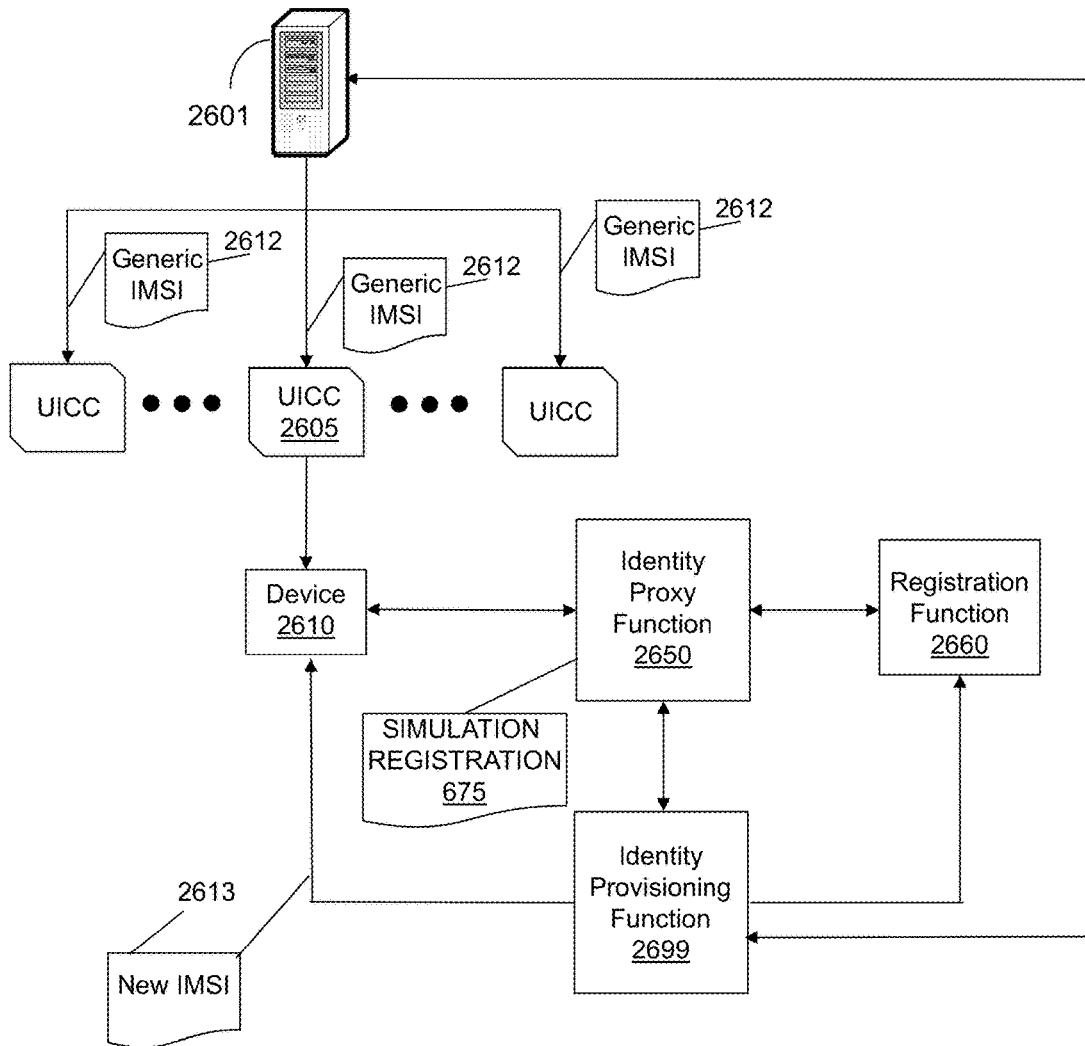 2601
Generic
IMSI
2612
Generic
IMSI
2612
Generic
IMSI
2612
UICC
UICC
2605
UICC
Device
2610
Identity
Proxy
Function
2650
Registration
Function
2660
SIMULATION
REGISTRATION
675
Identity
Provisioning
Function
2699
2613
New IMSI